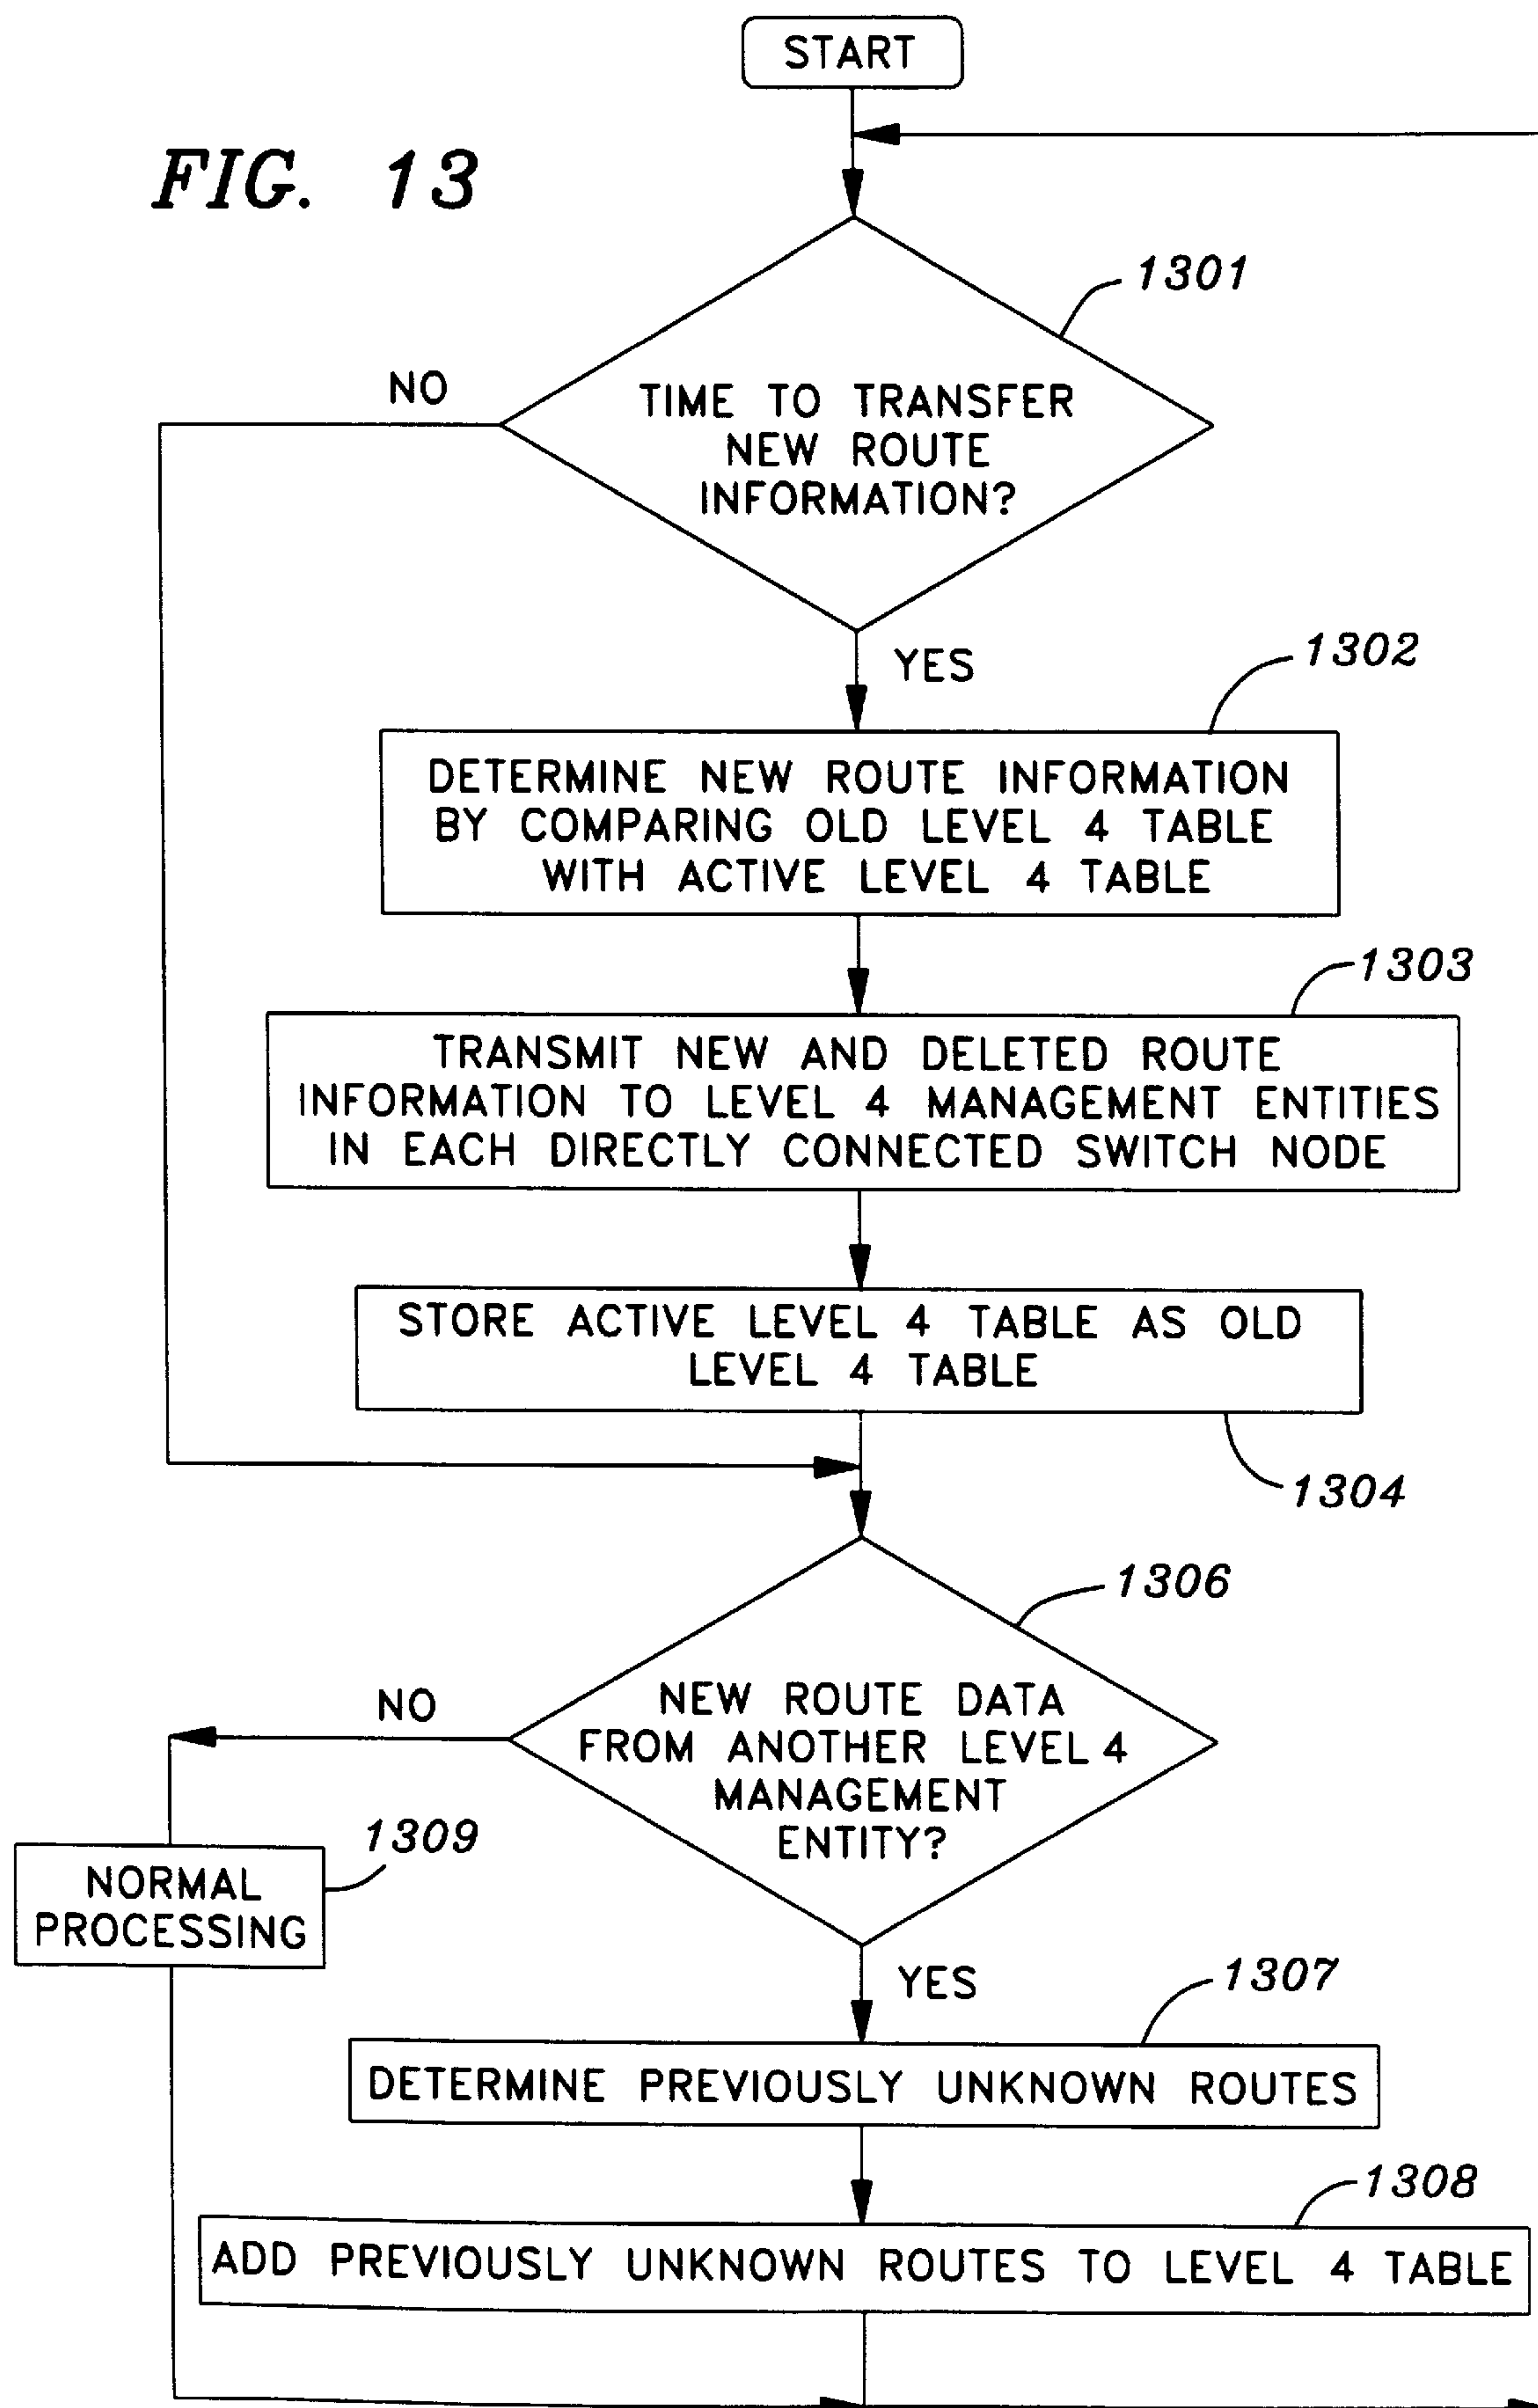 START
FIG. 13
1301
NO
TIME TO TRANSFER
NEW ROUTE
INFORMATION?
YES
1302
DETERMINE NEW ROUTE INFORMATION
BY COMPARING OLD LEVEL 4 TABLE
WITH ACTIVE LEVEL 4 TABLE
1303
TRANSMIT NEW AND DELETED ROUTE
INFORMATION TO LEVEL 4 MANAGEMENT ENTITIES
IN EACH DIRECTLY CONNECTED SWITCH NODE
STORE ACTIVE LEVEL 4 TABLE AS OLD
LEVEL 4 TABLE
1304
1306
NO
NEW ROUTE DATA
FROM ANOTHER LEVEL 4
MANAGEMENT
ENTITY?
1309
NORMAL
PROCESSING
YES
1307
DETERMINE PREVIOUSLY UNKNOWN ROUTES
1308
ADD PREVIOUSLY UNKNOWN ROUTES TO LEVEL 4 TABLE